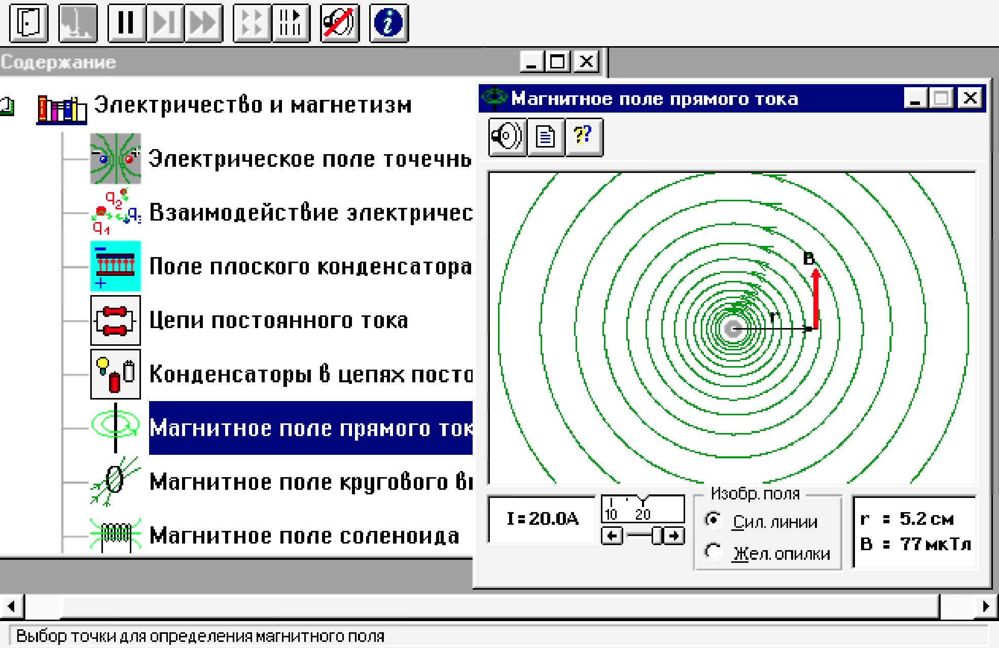 Содержание
Электричество и магнетизм
Электрическое поле точечнь
q2
q1
Взаимодействие электричес
Поле плоского конденсатора
Цепи постоянного тока
Конденсаторы в цепях посто
Магнитное поле прямого ток
Магнитное поле кругового ви
Магнитное поле соленоида
Магнитное поле прямого тока
??
B
r
I = 20.0A
10 20
Изобр. поля
Сил. линии
Жел. опилки
r = 5.2 см
B = 77 мкТл
Выбор точки для определения магнитного поля